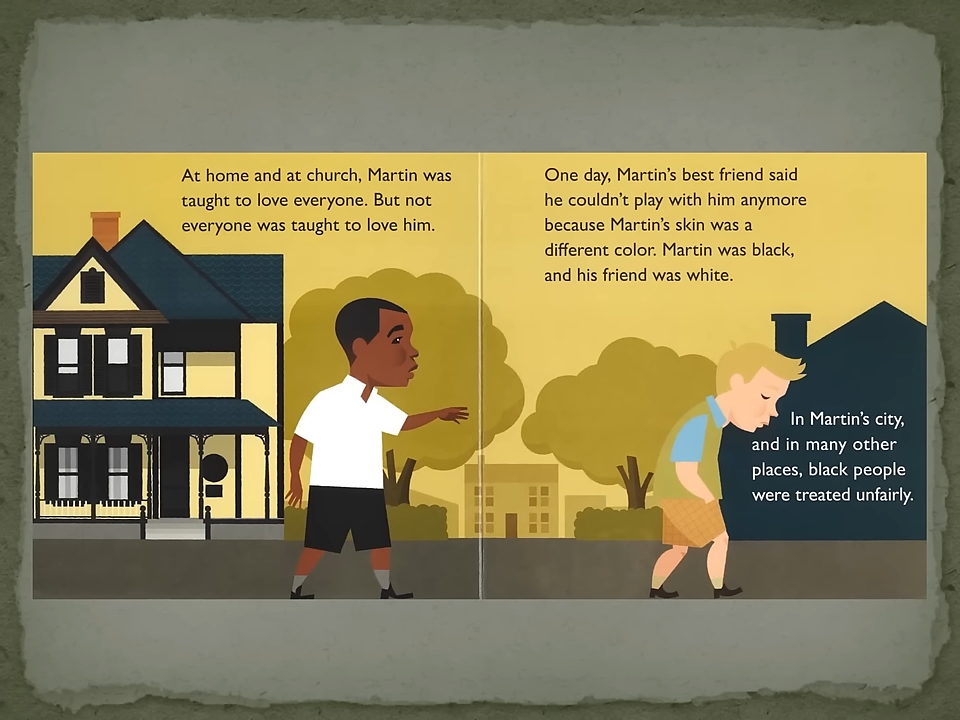 At home and at church, Martin was
taught to love everyone. But not
everyone was taught to love him.
One day, Martin’s best friend said
he couldn’t play with him anymore
because Martin’s skin was a
different color. Martin was black,
and his friend was white.
In Martin’s city,
and in many other
places, black people
were treated unfairly.